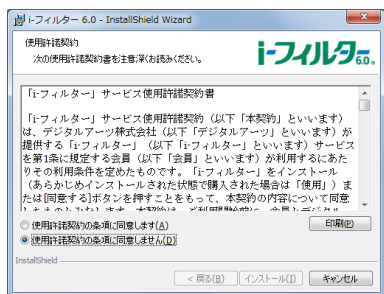 i-フィルター 6.0 - InstallShield Wizard
使用許諾契約
次の使用許諾契約書を注意深くお読みください。
i-フィルター 6.0
「i-フィルター」サービス使用許諾契約書
「i-フィルター」サービス使用許諾契約（以下「本契約」といいます）
は、デジタルアーツ株式会社（以下「デジタルアーツ」といいます）が
提供する「i-フィルター」（以下「i-フィルター」といいます）サービス
を第1条に規定する会員（以下「会員」といいます）が利用するにあた
りその利用条件を定めたものです。「i-フィルター」をインストール
（あらかじめインストールされた状態で購入された場合は「使用」）ま
たは[同意する]ボタンを押すことをもって、本契約の内容について同意
使用許諾契約の条項に同意します(A)
印刷(P)
使用許諾契約の条項に同意しません(D)
InstallShield
< 戻る(B)
インストール(I)
キャンセル